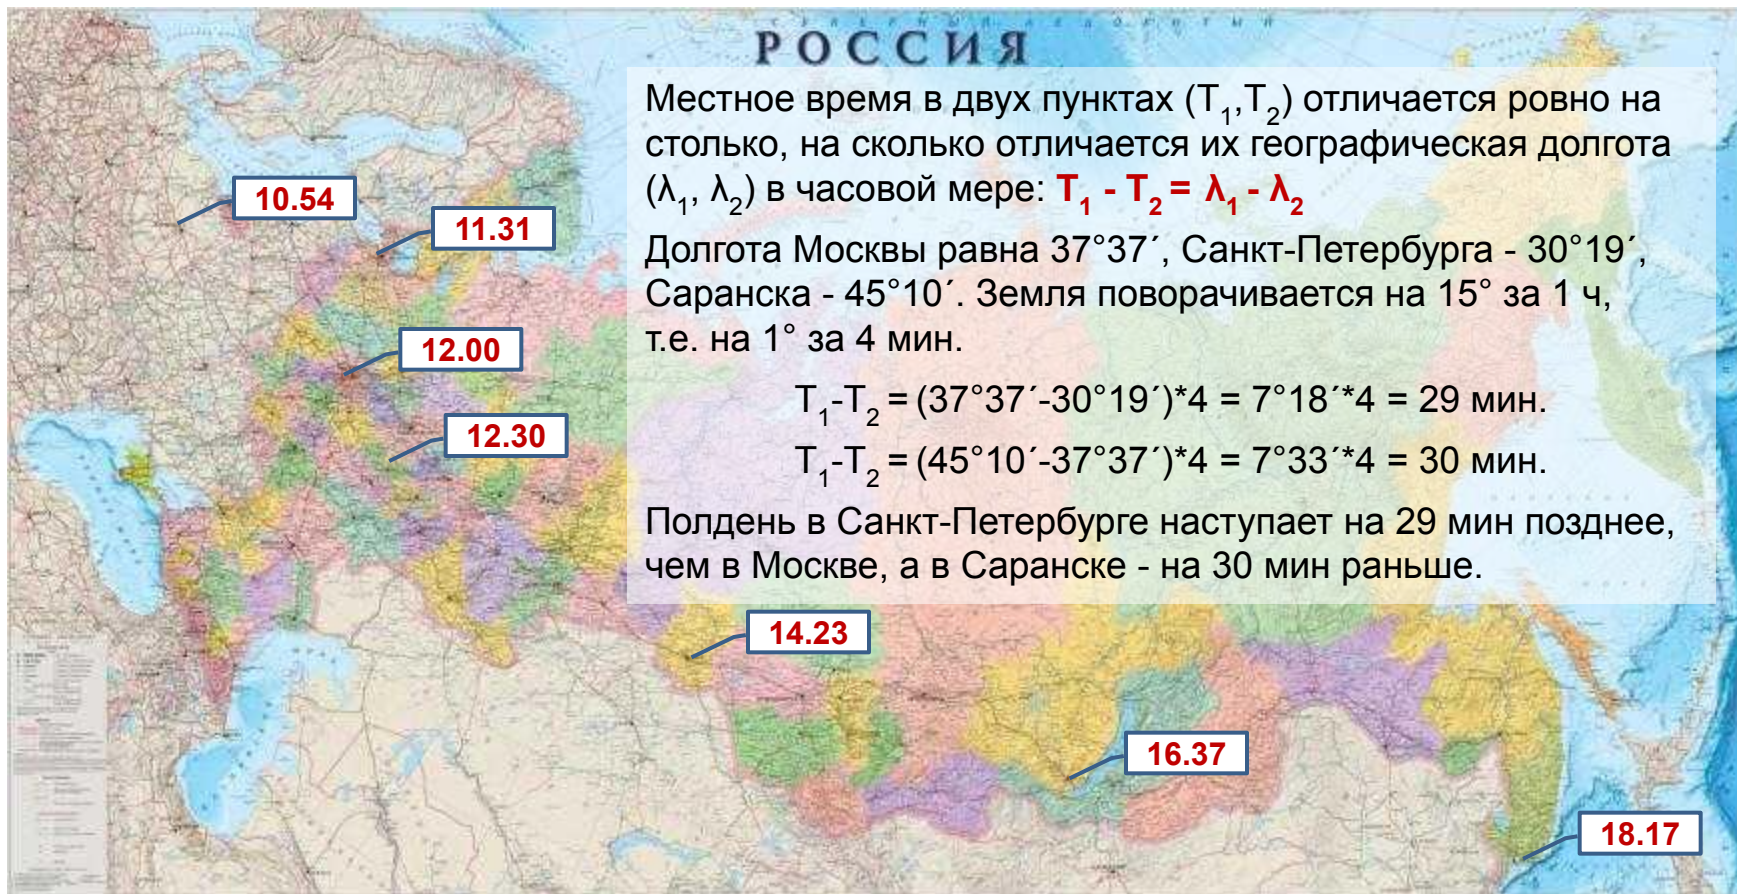 СЕВЕРНЫЙ ЛЕДОВИТЫЙ
РОССИЯ
Местное время в двух пунктах (T₁,T₂) отличается ровно на
столько, на сколько отличается их географическая долгота
(λ₁, λ₂) в часовой мере: T₁ - T₂ = λ₁ - λ₂
Долгота Москвы равна 37°37´, Санкт-Петербурга - 30°19´,
Саранска - 45°10´. Земля поворачивается на 15° за 1 ч,
т.е. на 1° за 4 мин.
T₁-T₂ = (37°37´-30°19´)*4 = 7°18´*4 = 29 мин.
T₁-T₂ = (45°10´-37°37´)*4 = 7°33´*4 = 30 мин.
Полдень в Санкт-Петербурге наступает на 29 мин позднее,
чем в Москве, а в Саранске - на 30 мин раньше.
10.54
11.31
12.00
12.30
14.23
16.37
18.17